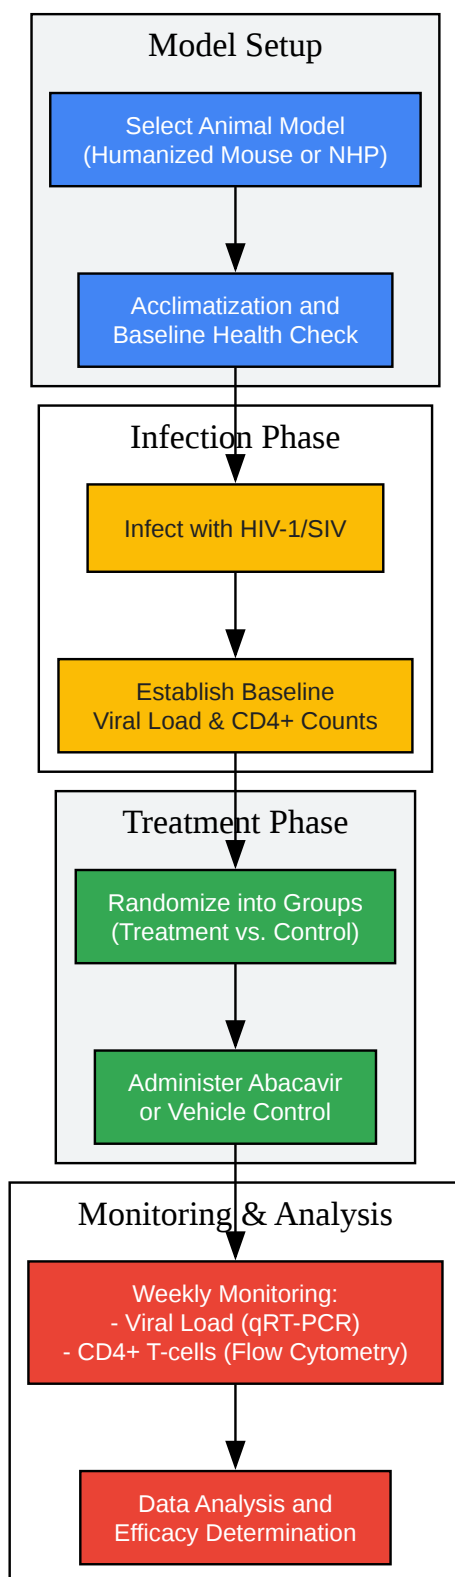 Model Setup
Select Animal Model
(Humanized Mouse or NHP)
Acclimatization and
Baseline Health Check
Infection Phase
Infect with HIV-1/SIV
Establish Baseline
Viral Load & CD4+ Counts
Treatment Phase
Randomize into Groups
(Treatment vs. Control)
Administer Abacavir
or Vehicle Control
Monitoring & Analysis
Weekly Monitoring:
- Viral Load (qRT-PCR)
- CD4+ T-cells (Flow Cytometry)
Data Analysis and
Efficacy Determination